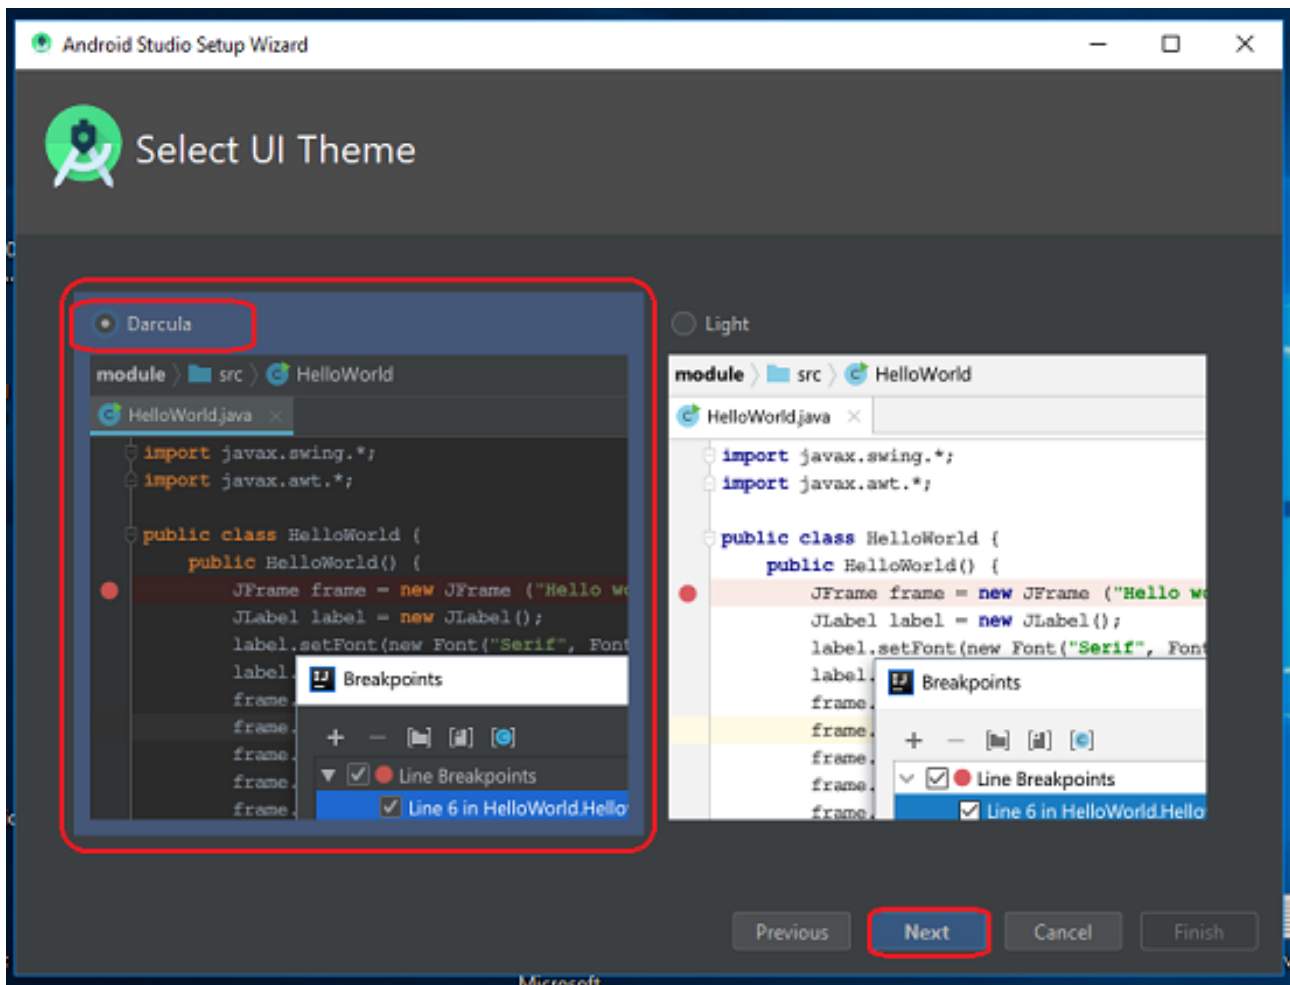 Android Studio Setup Wizard
Select UI Theme
Darcula
module src HelloWorld
HelloWorld.java
import javax.swing.*;
import javax.awt.*;
public class HelloWorld {
public HelloWorld() {
JFrame frame = new JFrame ("Hello
JLabel label = new JLabel();
label.setFont(new Font("Serif", Font
label.
frame.
frame.
frame.
frame.
frame.
Breakpoints
Line Breakpoints
Line 6 in HelloWorld.Hello
Light
module src HelloWorld
HelloWorld.java
import javax.swing.*;
import javax.awt.*;
public class HelloWorld {
public HelloWorld() {
JFrame frame = new JFrame ("Hello
JLabel label = new JLabel();
label.setFont(new Font("Serif", Font
label.
frame.
frame.
frame.
frame.
frame.
Breakpoints
Line Breakpoints
Line 6 in HelloWorld.Hello
Previous Next Cancel Finish
Microsoft